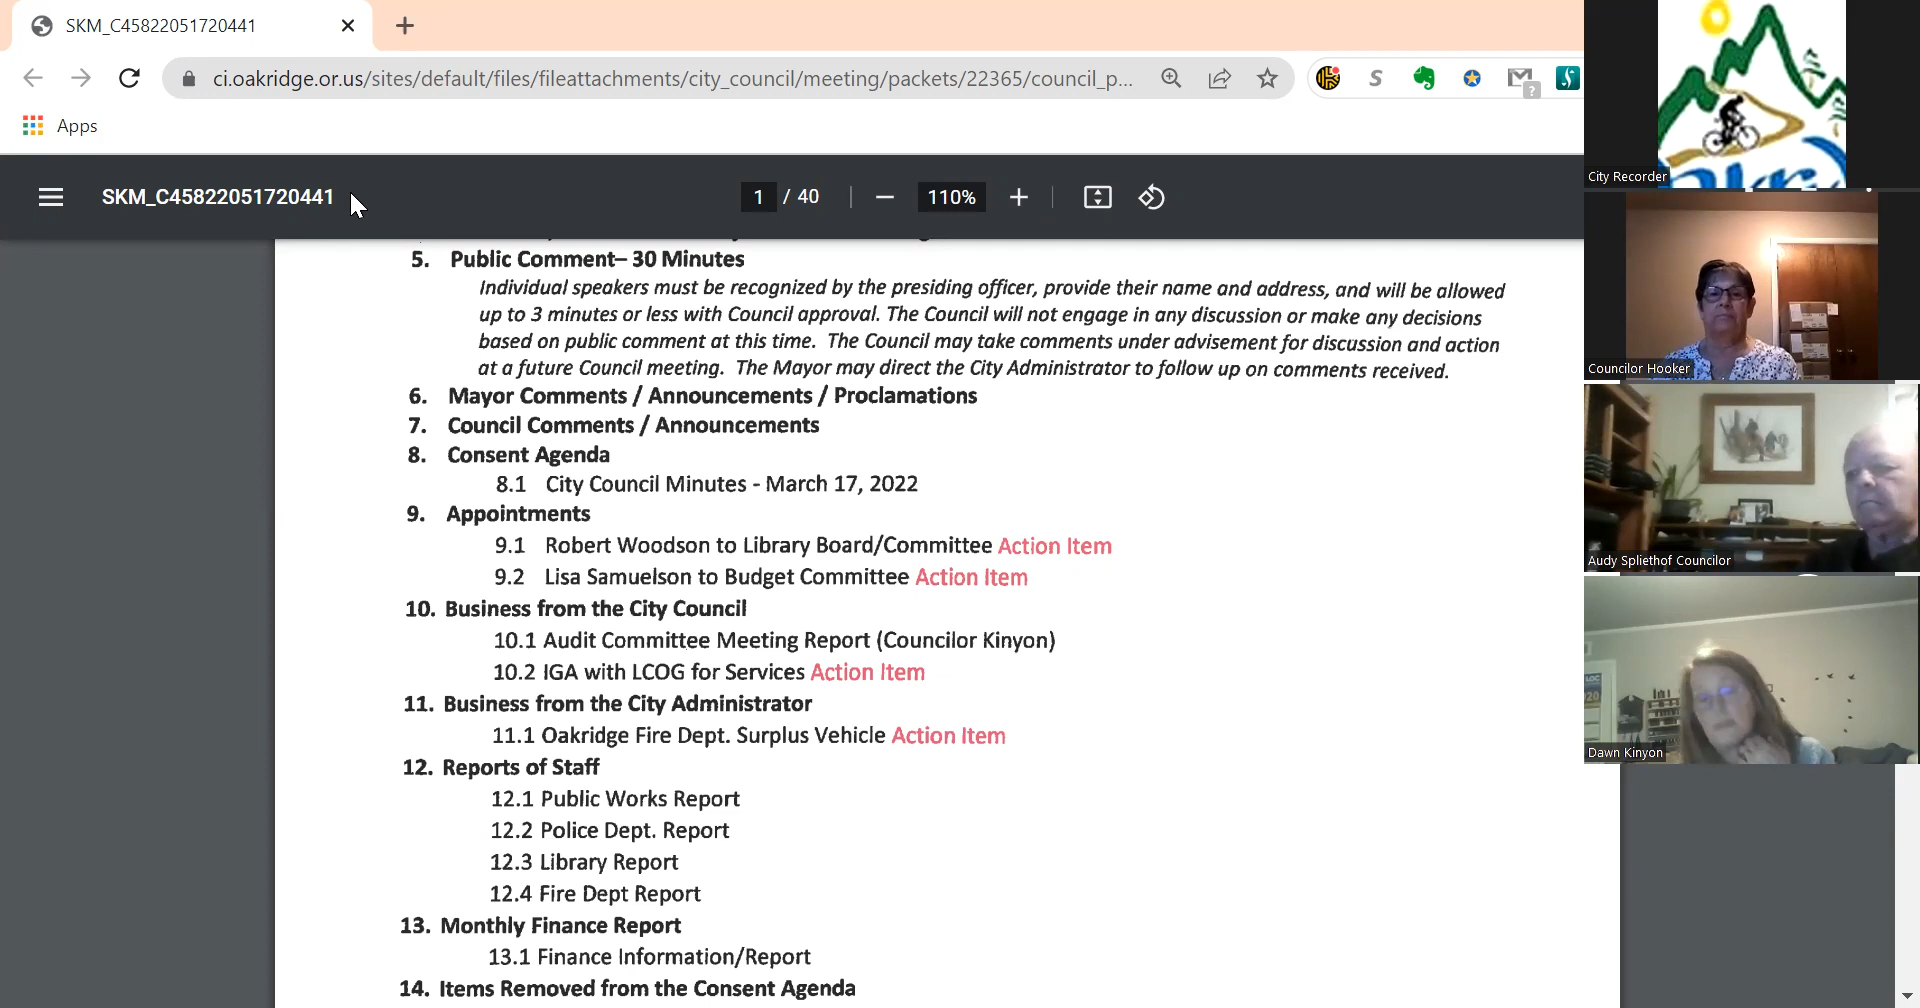 SKM_C45822051720441
ci.oakridge.or.us/sites/default/files/fileattachments/city_council/meeting/packets/22365/council_p...
Apps
SKM_C45822051720441
1 / 40
110%
5. Public Comment– 30 Minutes
Individual speakers must be recognized by the presiding officer, provide their name and address, and will be allowed
up to 3 minutes or less with Council approval. The Council will not engage in any discussion or make any decisions
based on public comment at this time. The Council may take comments under advisement for discussion and action
at a future Council meeting. The Mayor may direct the City Administrator to follow up on comments received.
6. Mayor Comments / Announcements / Proclamations
7. Council Comments / Announcements
8. Consent Agenda
8.1 City Council Minutes - March 17, 2022
9. Appointments
9.1 Robert Woodson to Library Board/Committee Action Item
9.2 Lisa Samuelson to Budget Committee Action Item
10. Business from the City Council
10.1 Audit Committee Meeting Report (Councilor Kinyon)
10.2 IGA with LCOG for Services Action Item
11. Business from the City Administrator
11.1 Oakridge Fire Dept. Surplus Vehicle Action Item
12. Reports of Staff
12.1 Public Works Report
12.2 Police Dept. Report
12.3 Library Report
12.4 Fire Dept Report
13. Monthly Finance Report
13.1 Finance Information/Report
14. Items Removed from the Consent Agenda
City Recorder
Councilor Hooker
Audy Spliethof Councilor
Dawn Kinyon